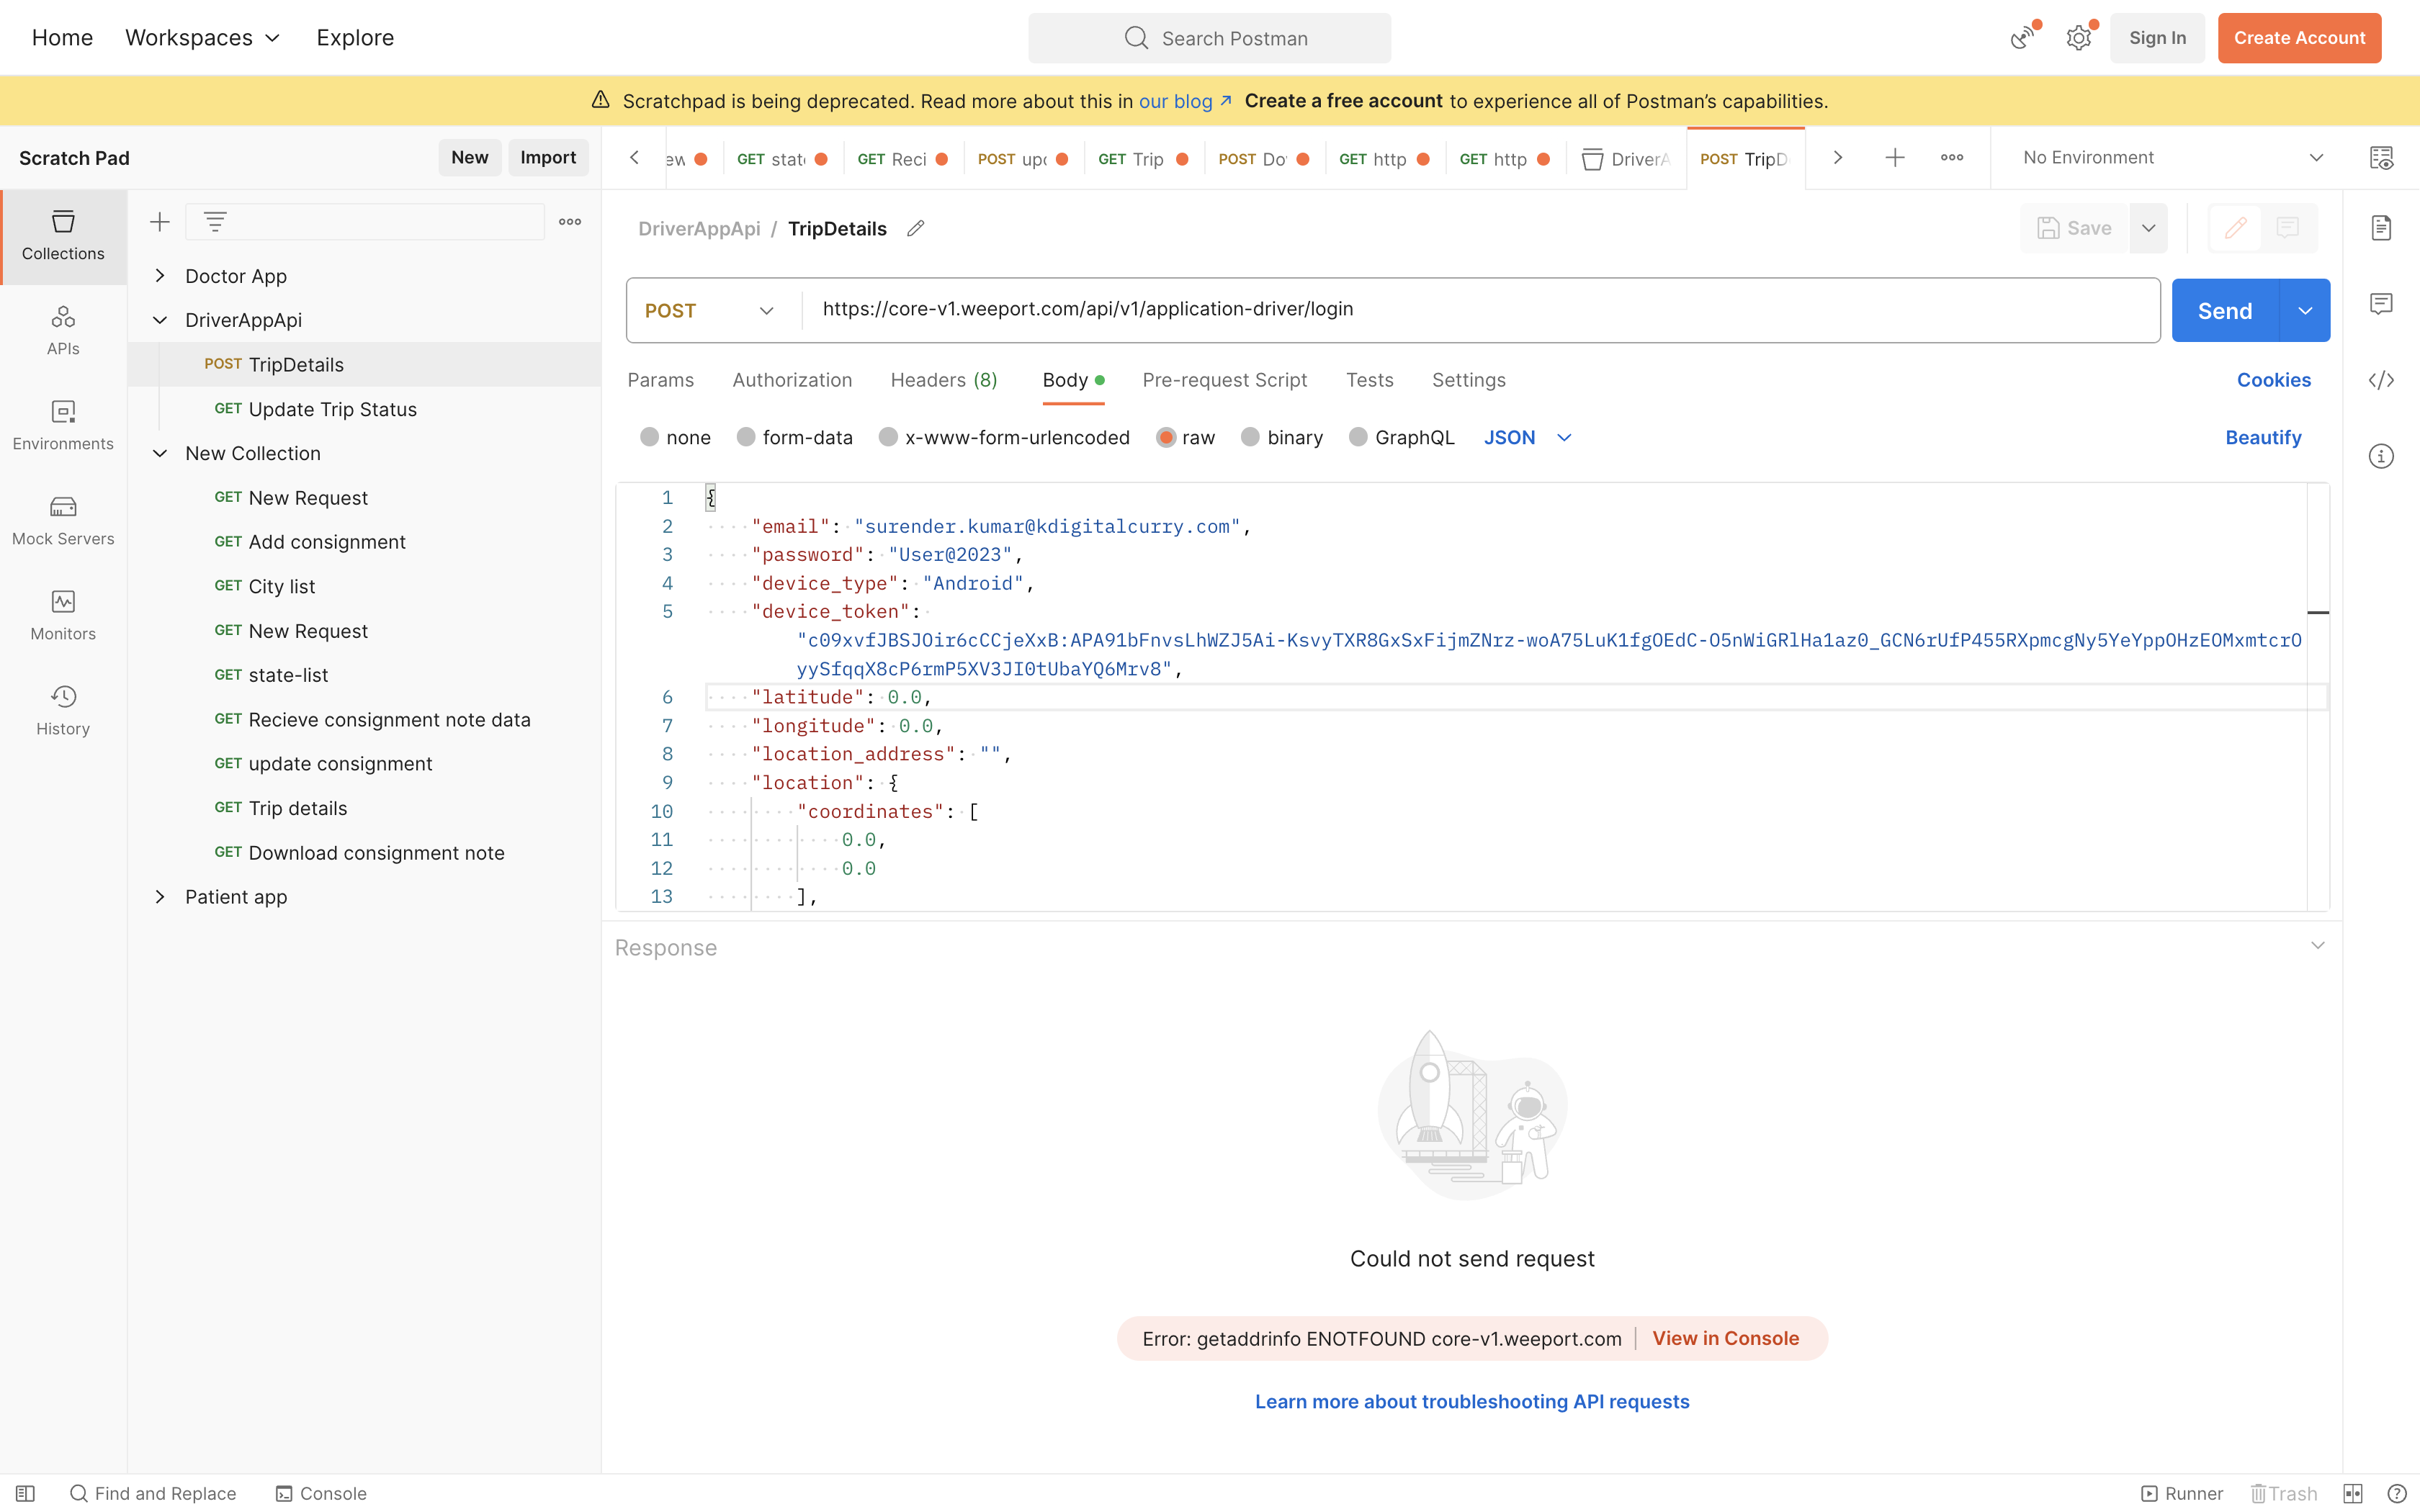 Home Workspaces Explore Search Postman Sign In Create Account
Scratchpad is being deprecated. Read more about this in our blog ↗ Create a free account to experience all of Postman's capabilities.
Scratch Pad New Import
ew GET stat GET Reci POST upc GET Trip POST Do GET http GET http DriverA POST TripD No Environment
Collections
APIs
Environments
Mock Servers
Monitors
History
Doctor App
DriverAppApi
POST TripDetails
GET Update Trip Status
New Collection
GET New Request
GET Add consignment
GET City list
GET New Request
GET state-list
GET Recieve consignment note data
GET update consignment
GET Trip details
GET Download consignment note
Patient app
DriverAppApi / TripDetails Save
POST https://core-v1.weeport.com/api/v1/application-driver/login Send
Params Authorization Headers (8) Body Pre-request Script Tests Settings Cookies
none form-data x-www-form-urlencoded raw binary GraphQL JSON Beautify
1 {
2 "email": "surender.kumar@kdigitalcurry.com",
3 "password": "User@2023",
4 "device_type": "Android",
5 "device_token":
"c09xvfJBSJOir6cCCjeXxB:APA91bFnvsLhWZJ5Ai-KsvyTXR8GxSxFijmZNrz-woA75LuK1fgOEdC-O5nWiGRlHa1az0_GCN6rUfP455RXpmcgNy5YeYppOHzEOMxmtcrO
yySfqqX8cP6rmP5XV3JI0tUbaYQ6Mrv8",
6 "latitude": 0.0,
7 "longitude": 0.0,
8 "location_address": "",
9 "location": {
10 "coordinates": [
11 0.0,
12 0.0
13 ],
Response
Could not send request
Error: getaddrinfo ENOTFOUND core-v1.weeport.com | View in Console
Learn more about troubleshooting API requests
Find and Replace Console Runner Trash